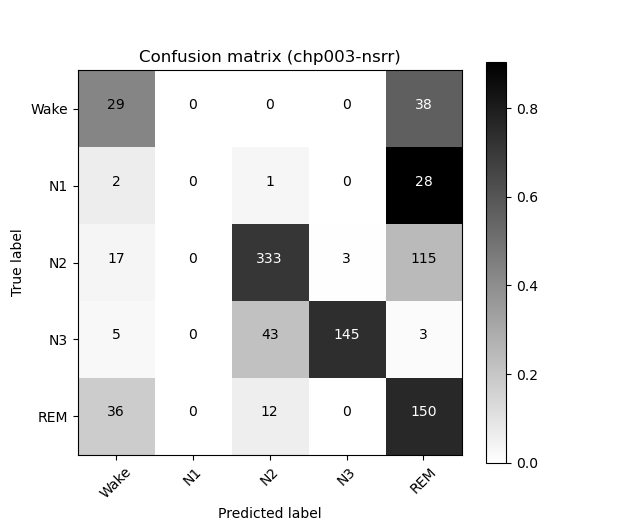 Confusion matrix (chp003-nsrr)
Wake 29 0 0 0 38
N1 2 0 1 0 28
N2 17 0 333 3 115
N3 5 0 43 145 3
REM 36 0 12 0 150
Wake N1 N2 N3 REM
True label
Predicted label
0.8
0.6
0.4
0.2
0.0